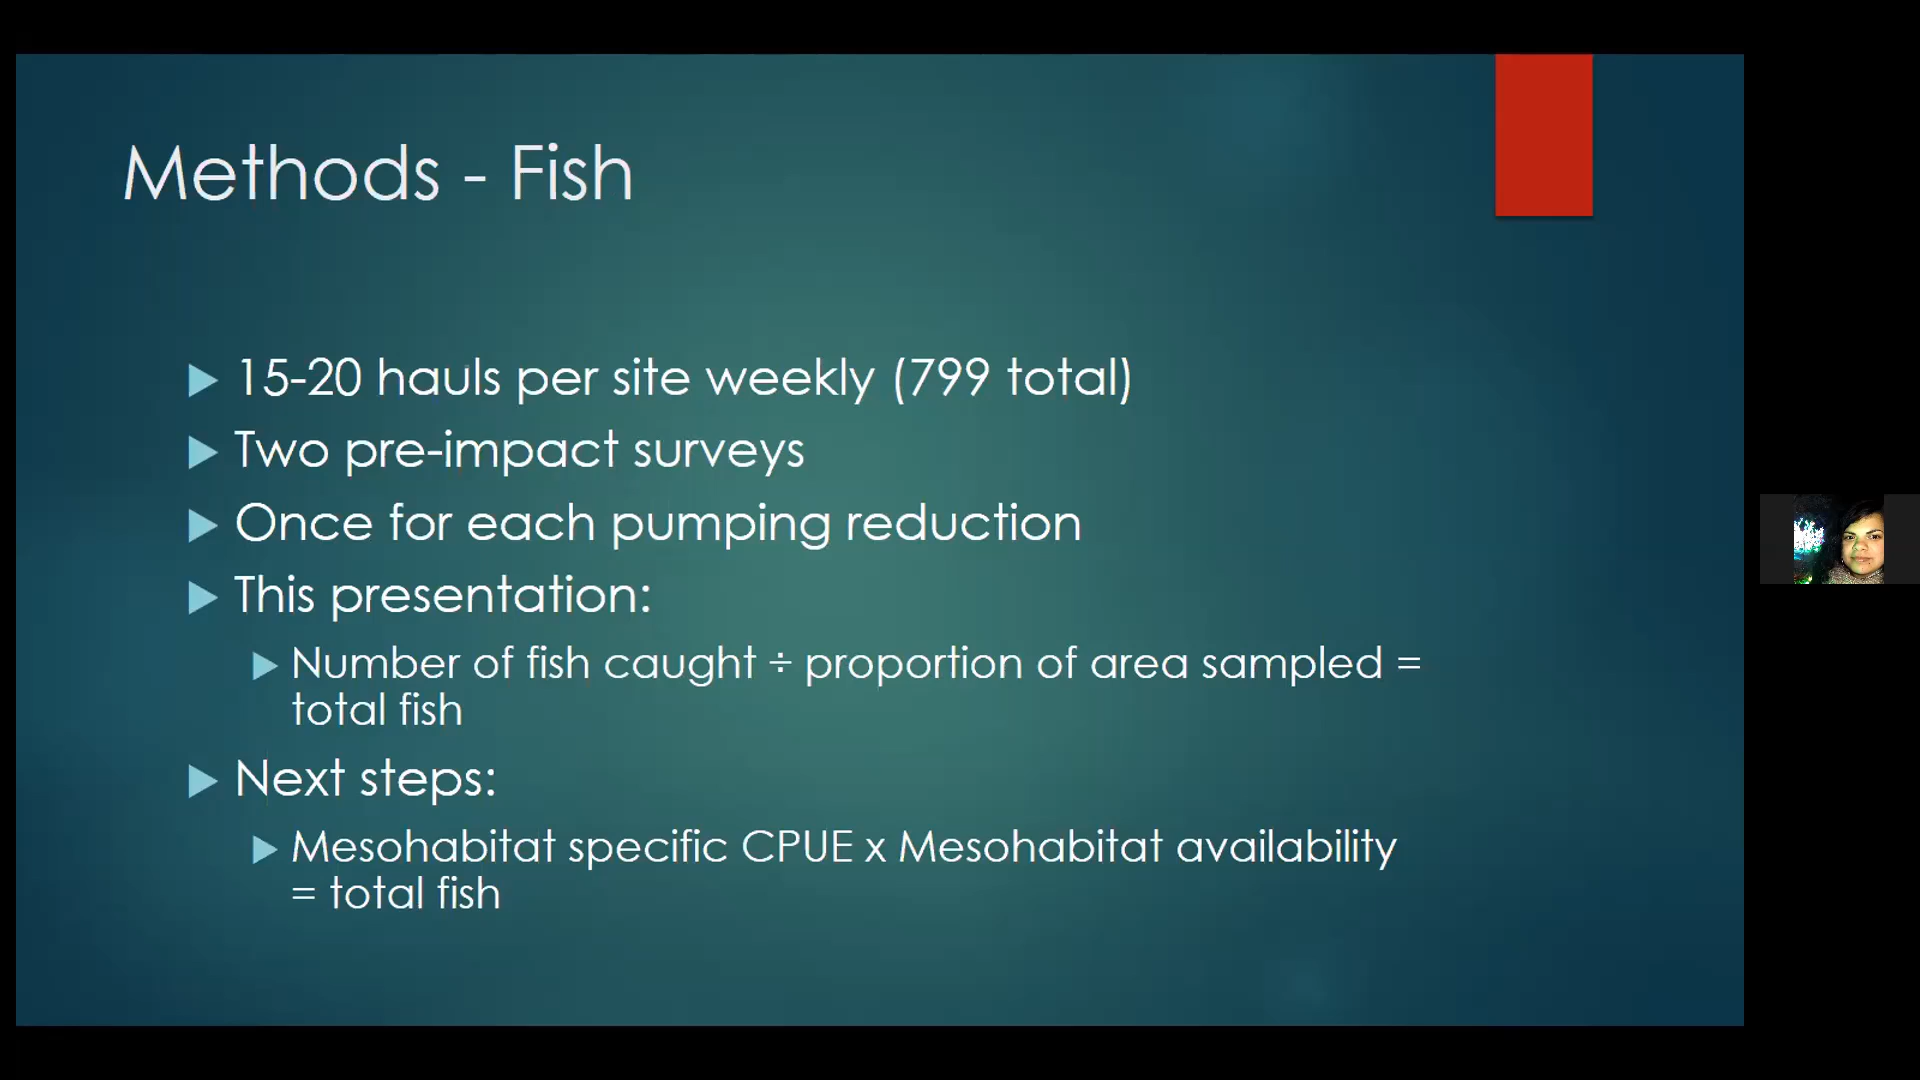 Methods - Fish
15-20 hauls per site weekly (799 total)
Two pre-impact surveys
Once for each pumping reduction
This presentation:
Number of fish caught ÷ proportion of area sampled =
total fish
Next steps:
Mesohabitat specific CPUE x Mesohabitat availability
= total fish